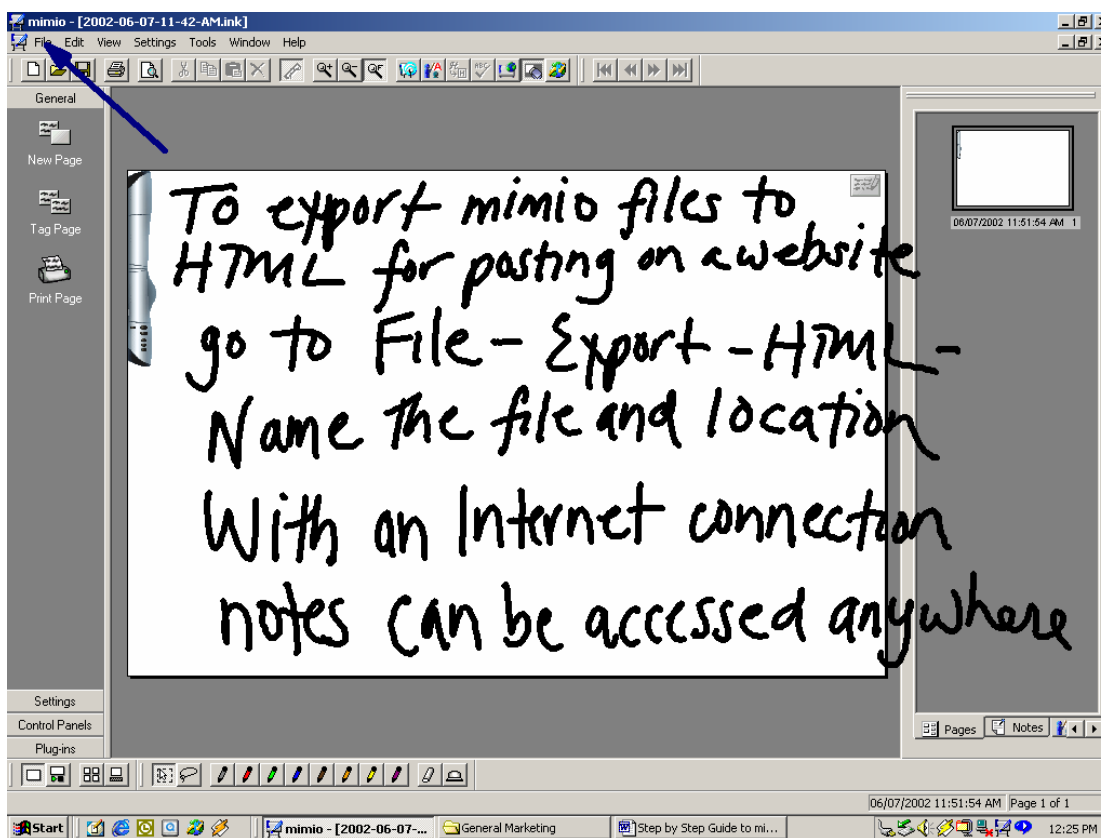 mimio - [2002-06-07-11-42-AM.ink]
File Edit View Settings Tools Window Help
General
New Page
Tag Page
Print Page
To export mimio files to
HTML for posting on a website
go to File - Export - HTML -
Name the file and location
With an Internet connection
notes can be accessed anywhere
06/07/2002 11:51:54 AM 1
Settings
Control Panels
Plug-ins
Pages Notes
06/07/2002 11:51:54 AM Page 1 of 1
Start mimio - [2002-06-07-... General Marketing Step by Step Guide to mi... 12:25 PM